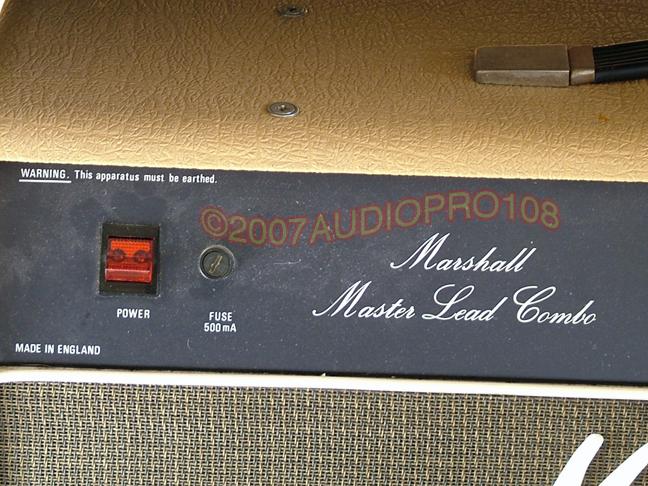 WARNING. This apparatus must be earthed.
©2007AUDIOPRO108
Marshall
Master Lead Combo
POWER
FUSE
500mA
MADE IN ENGLAND